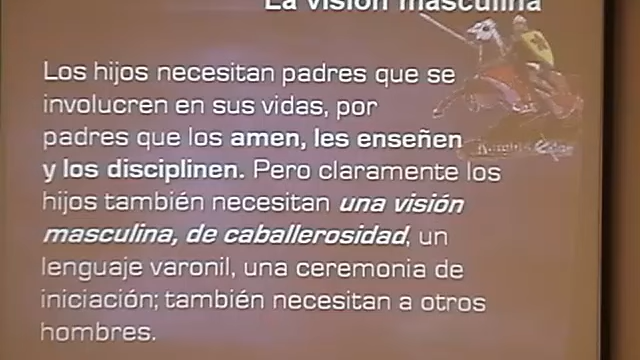 La visión masculina
Los hijos necesitan padres que se
involucren en sus vidas, por
padres que los amen, les enseñen
y los disciplinen. Pero claramente los
hijos también necesitan una visión
masculina, de caballerosidad, un
lenguaje varonil, una ceremonia de
iniciación; también necesitan a otros
hombres.